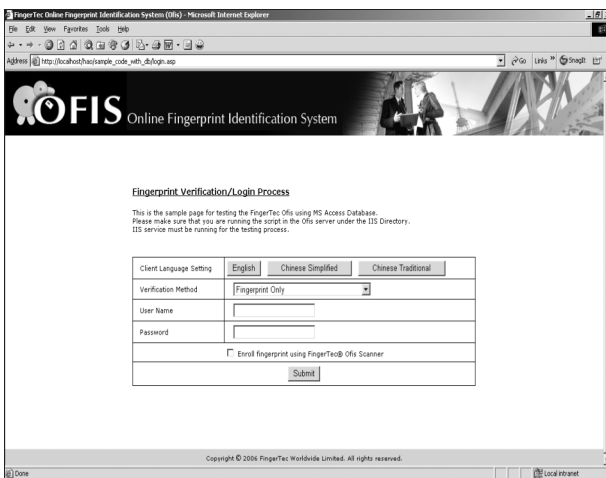 FingerTec Online Fingerprint Identification System (Ofis) - Microsoft Internet Explorer
File Edit View Favorites Tools Help
Address http://localhost/hao/sample_code_with_db/login.asp Go Links » SnagIt
OFIS Online Fingerprint Identification System
Fingerprint Verification/Login Process
This is the sample page for testing the FingerTec Ofis using MS Access Database.
Please make sure that you are running the script in the Ofis server under the IIS Directory.
IIS service must be running for the testing process.
Client Language Setting English Chinese Simplified Chinese Traditional
Verification Method Fingerprint Only
User Name
Password
Enroll fingerprint using FingerTec® Ofis Scanner
Submit
Copyright © 2006 FingerTec Worldwide Limited. All rights reserved.
Done Local intranet